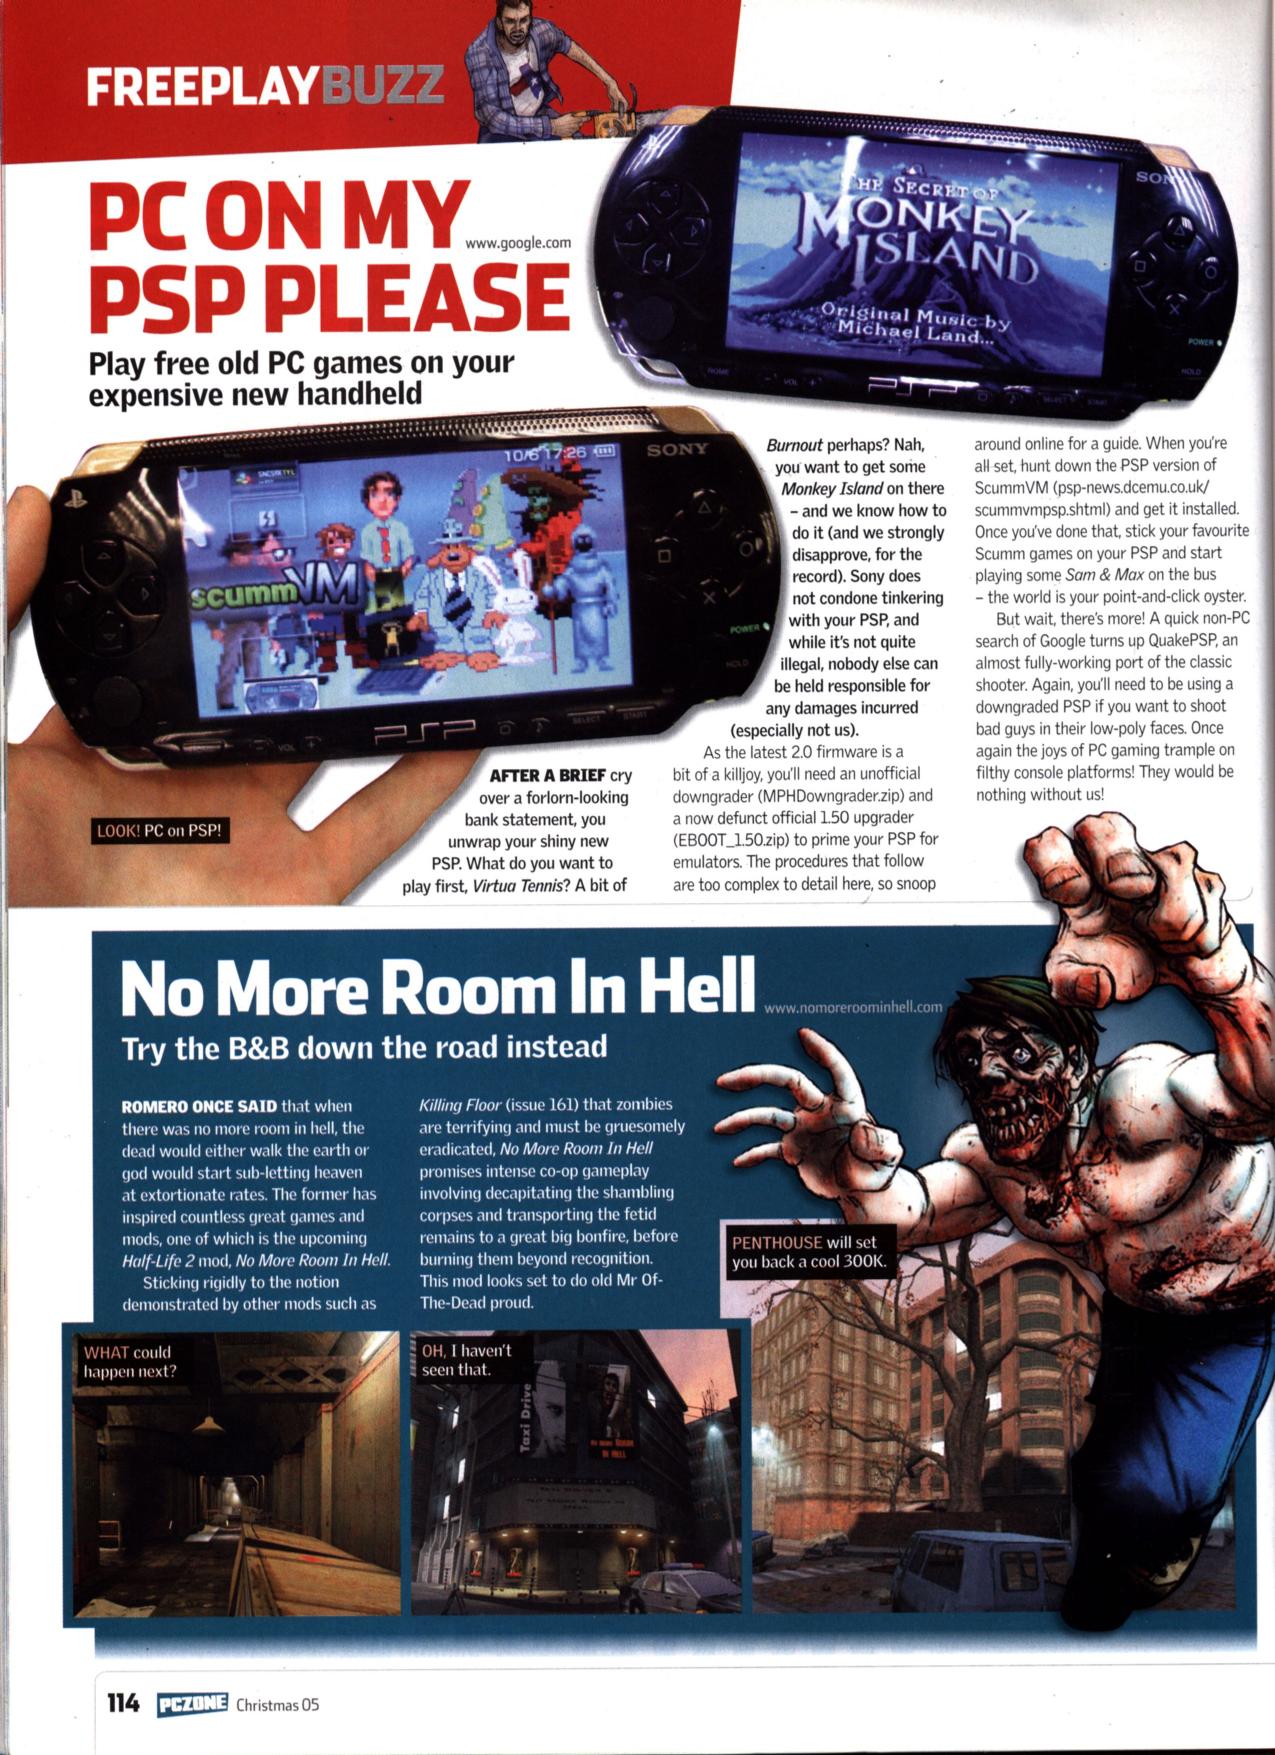 FREEPLAYBUZZ
PC ON MY
PSP PLEASE
www.google.com
Play free old PC games on your
expensive new handheld
SONY
THE SECRET OF
MONKEY
ISLAND
Original Music by
Michael Land...
POWER
HOLD
HOME
VOL
PSP
SELECT
START
10/6 17:26
SONY
scummVM
POWER
HOLD
VOL
PSP
SELECT
START
LOOK! PC on PSP!
AFTER A BRIEF cry
over a forlorn-looking
bank statement, you
unwrap your shiny new
PSP. What do you want to
play first, Virtua Tennis? A bit of
Burnout perhaps? Nah,
you want to get some
Monkey Island on there
– and we know how to
do it (and we strongly
disapprove, for the
record). Sony does
not condone tinkering
with your PSP, and
while it's not quite
illegal, nobody else can
be held responsible for
any damages incurred
(especially not us).
As the latest 2.0 firmware is a
bit of a killjoy, you'll need an unofficial
downgrader (MPHDowngrader.zip) and
a now defunct official 1.50 upgrader
(EBOOT_1.50.zip) to prime your PSP for
emulators. The procedures that follow
are too complex to detail here, so snoop
around online for a guide. When you're
all set, hunt down the PSP version of
ScummVM (psp-news.dcemu.co.uk/
scummvmpsp.shtml) and get it installed.
Once you've done that, stick your favourite
Scumm games on your PSP and start
playing some Sam & Max on the bus
– the world is your point-and-click oyster.
But wait, there's more! A quick non-PC
search of Google turns up QuakePSP, an
almost fully-working port of the classic
shooter. Again, you'll need to be using a
downgraded PSP if you want to shoot
bad guys in their low-poly faces. Once
again the joys of PC gaming trample on
filthy console platforms! They would be
nothing without us!
No More Room In Hell
www.nomoreroominhell.com
Try the B&B down the road instead
ROMERO ONCE SAID that when
there was no more room in hell, the
dead would either walk the earth or
god would start sub-letting heaven
at extortionate rates. The former has
inspired countless great games and
mods, one of which is the upcoming
Half-Life 2 mod, No More Room In Hell.
Sticking rigidly to the notion
demonstrated by other mods such as
Killing Floor (issue 161) that zombies
are terrifying and must be gruesomely
eradicated, No More Room In Hell
promises intense co-op gameplay
involving decapitating the shambling
corpses and transporting the fetid
remains to a great big bonfire, before
burning them beyond recognition.
This mod looks set to do old Mr Of-
The-Dead proud.
PENTHOUSE will set
you back a cool 300K.
WHAT could
happen next?
OH, I haven't
seen that.
Taxi Drive
No More Room
In Hell
114 PCZONE Christmas 05